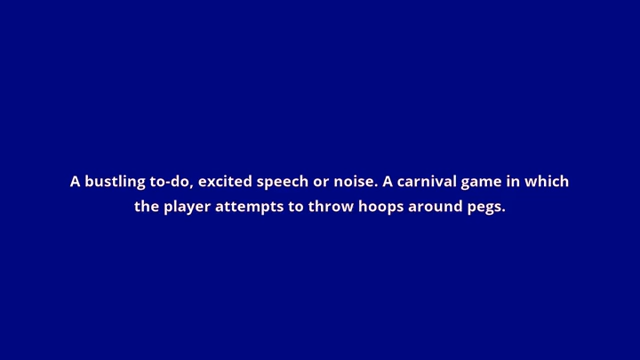 A bustling to-do, excited speech or noise. A carnival game in which
the player attempts to throw hoops around pegs.